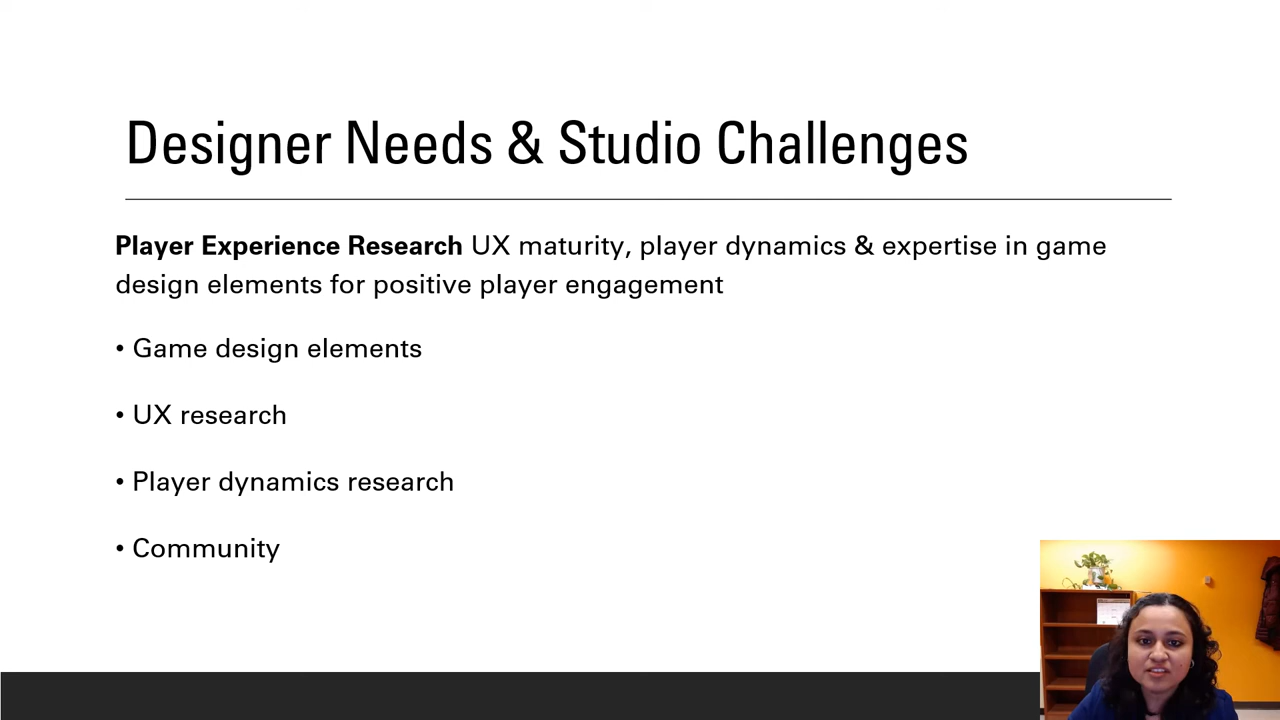 Designer Needs & Studio Challenges
Player Experience Research UX maturity, player dynamics & expertise in game
design elements for positive player engagement
• Game design elements
• UX research
• Player dynamics research
• Community